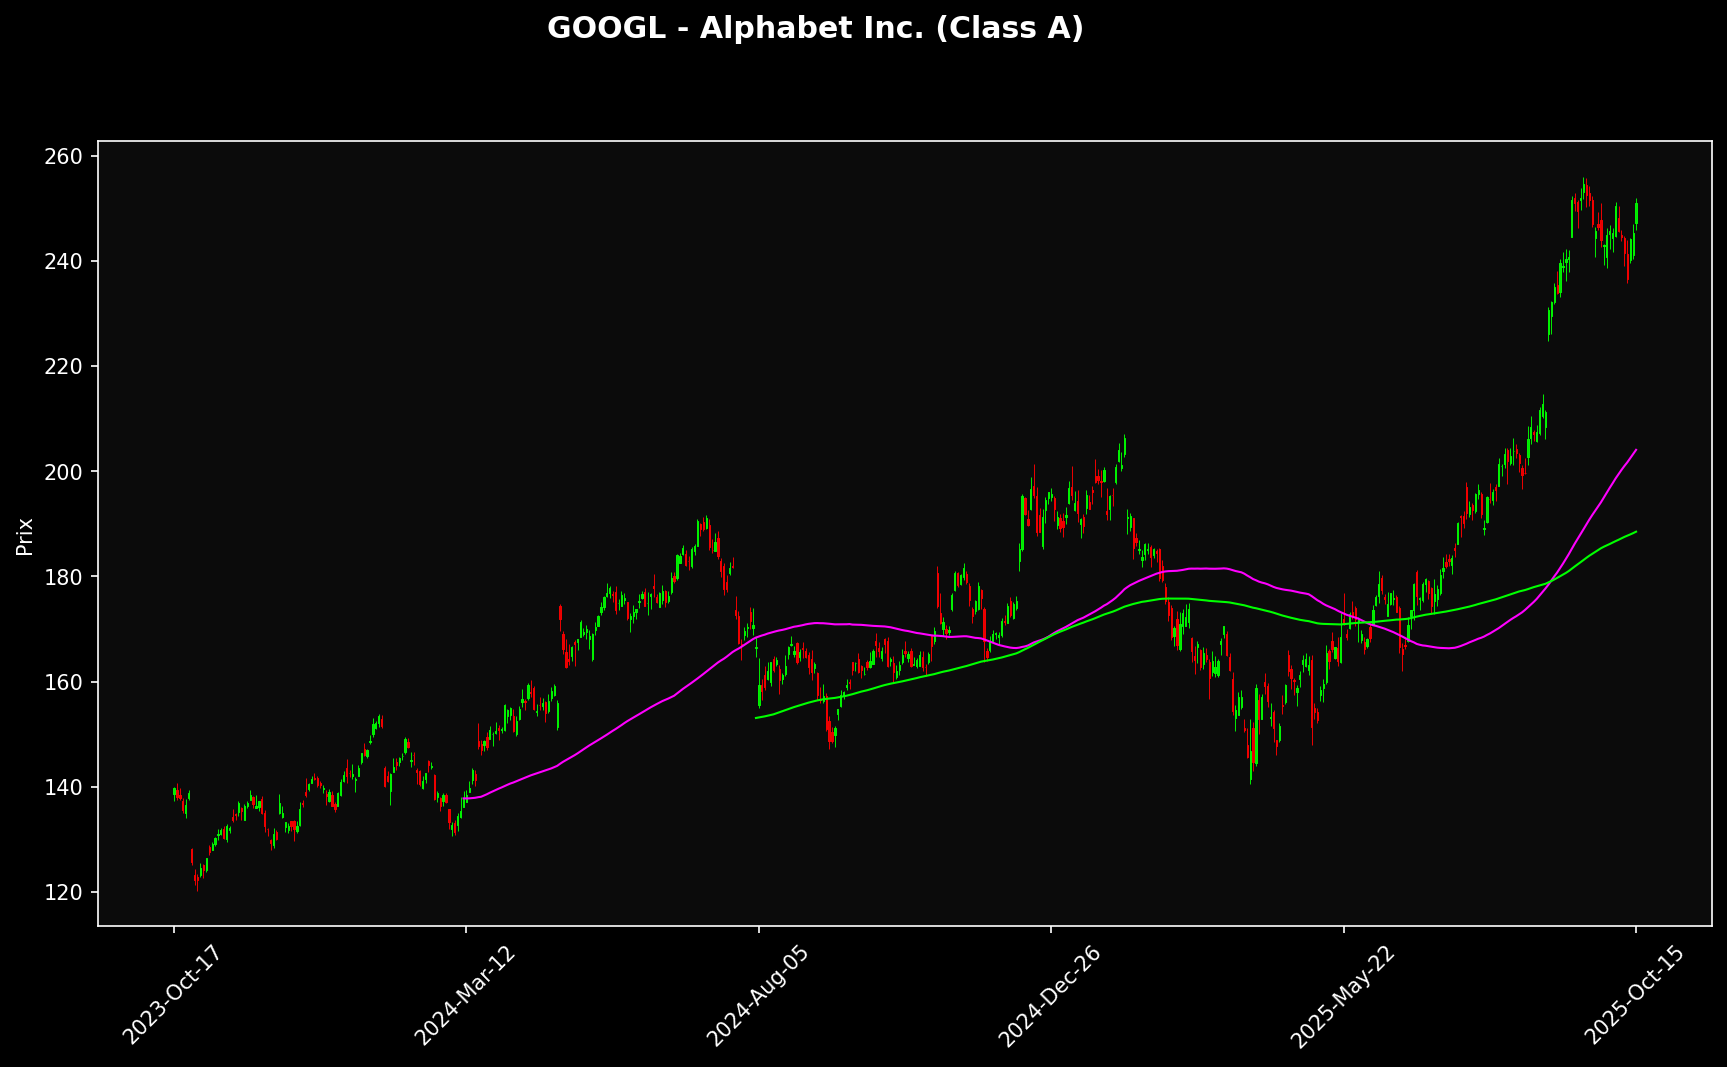 GOOGL - Alphabet Inc. (Class A)
Prix
260
240
220
200
180
160
140
120
2023-Oct-17
2024-Mar-12
2024-Aug-05
2024-Dec-26
2025-May-22
2025-Oct-15